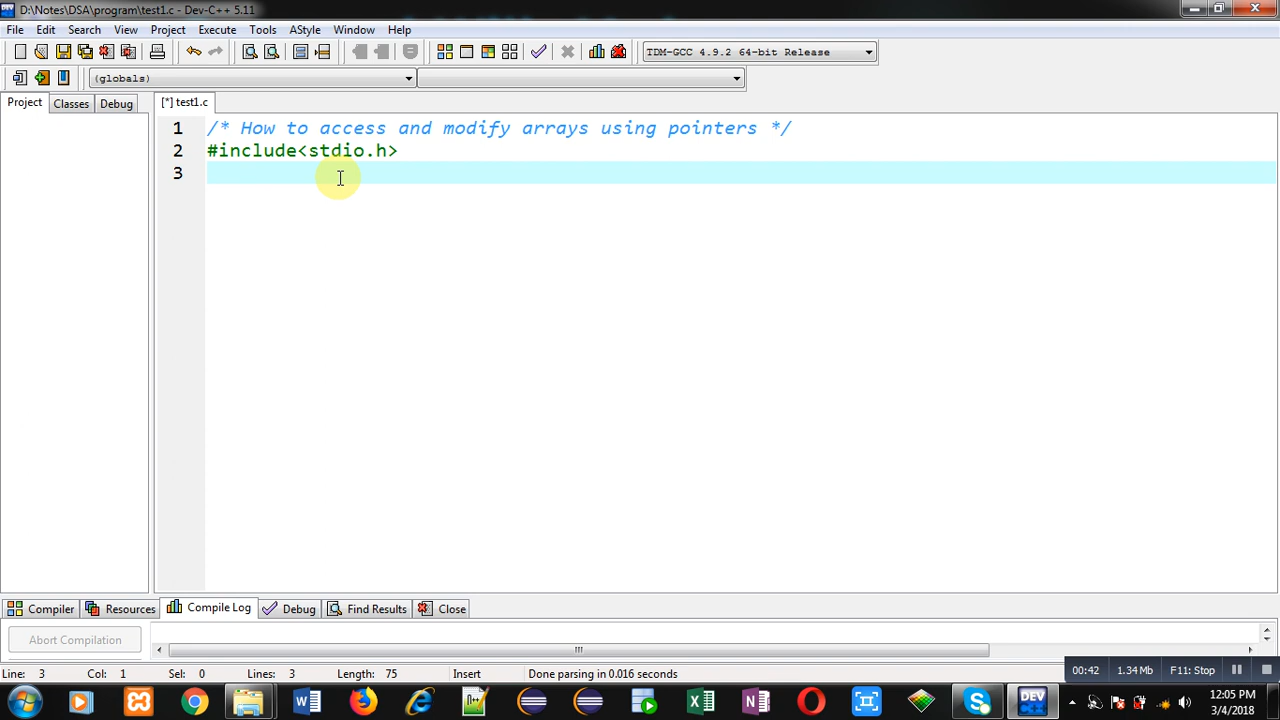 D:\Notes\DSA\program\test1.c - Dev-C++ 5.11
File Edit Search View Project Execute Tools AStyle Window Help
TDM-GCC 4.9.2 64-bit Release
(globals)
Project Classes Debug [*] test1.c
1 /* How to access and modify arrays using pointers */
2 #include<stdio.h>
3
Compiler Resources Compile Log Debug Find Results Close
Abort Compilation
Line: 3 Col: 1 Sel: 0 Lines: 3 Length: 75 Insert Done parsing in 0.016 seconds
00:42 1.34 Mb F11: Stop
DEV
12:05 PM
3/4/2018